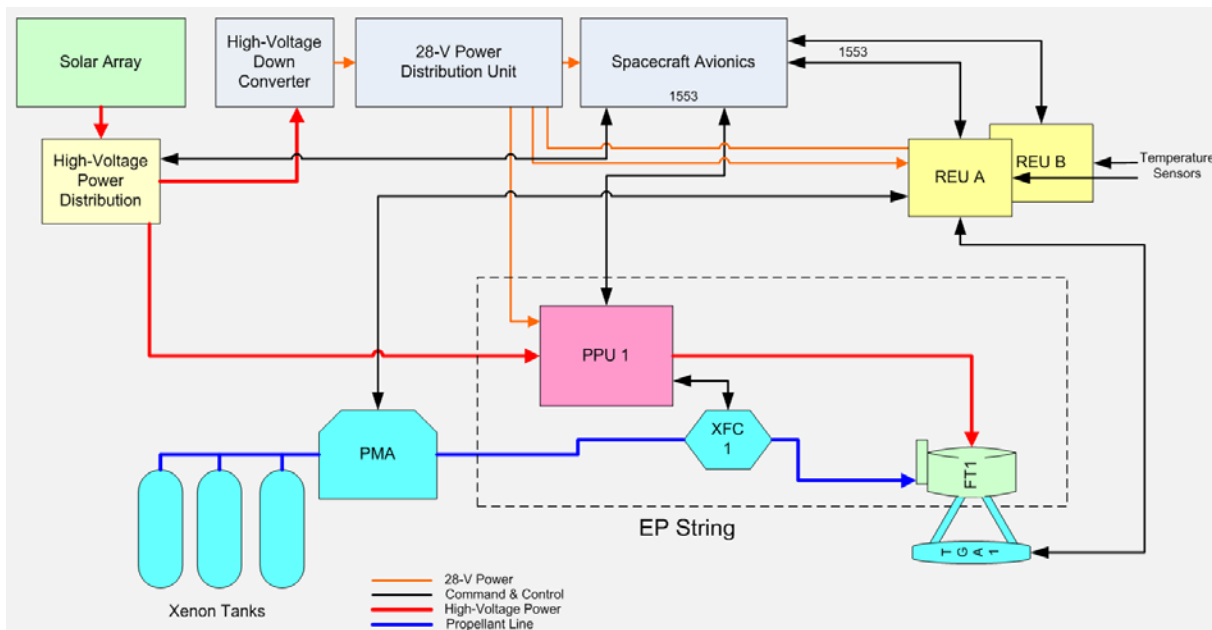 Solar Array
High-Voltage
Down
Converter
28-V Power
Distribution Unit
Spacecraft Avionics
1553
1553
High-Voltage
Power
Distribution
REU B
REU A
Temperature
Sensors
PPU 1
XFC
1
PMA
FT1
TGA1
EP String
Xenon Tanks
28-V Power
Command & Control
High-Voltage Power
Propellant Line